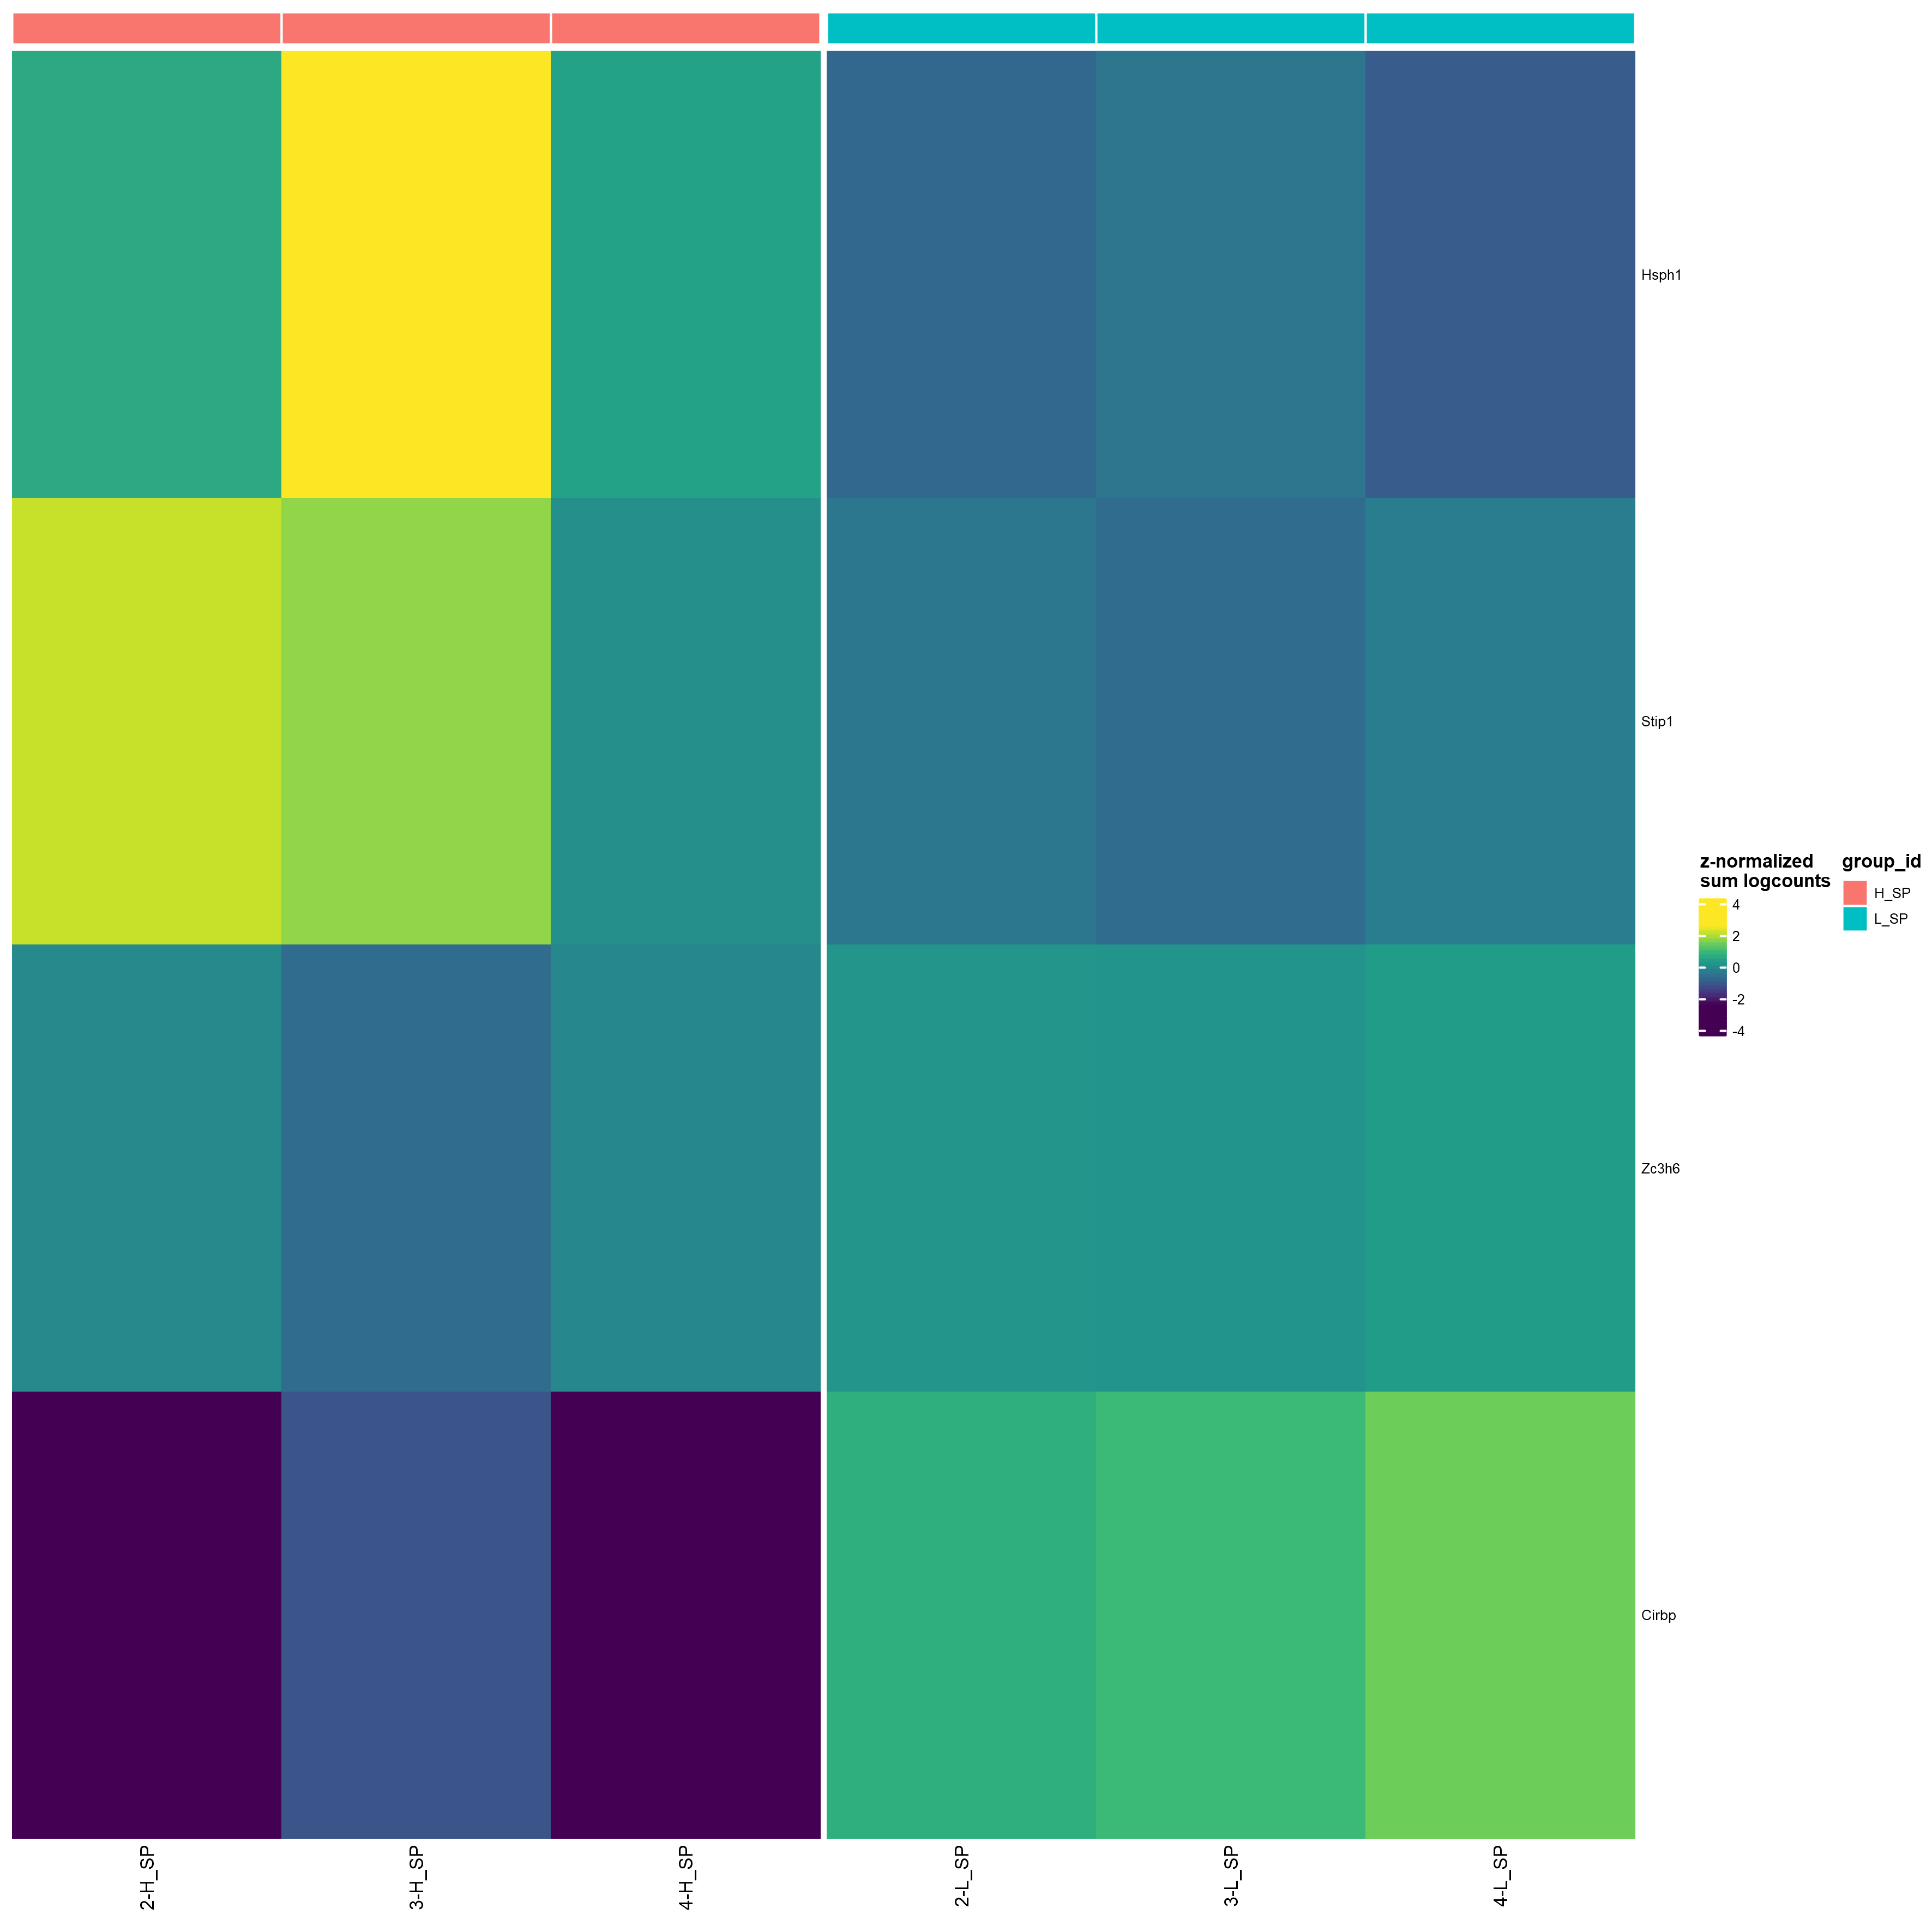 Hsph1
Stip1
Zc3h6
Cirbp
z-normalized
sum logcounts
4
2
0
-2
-4
group_id
H_SP
L_SP
2-H_SP
3-H_SP
4-H_SP
2-L_SP
3-L_SP
4-L_SP